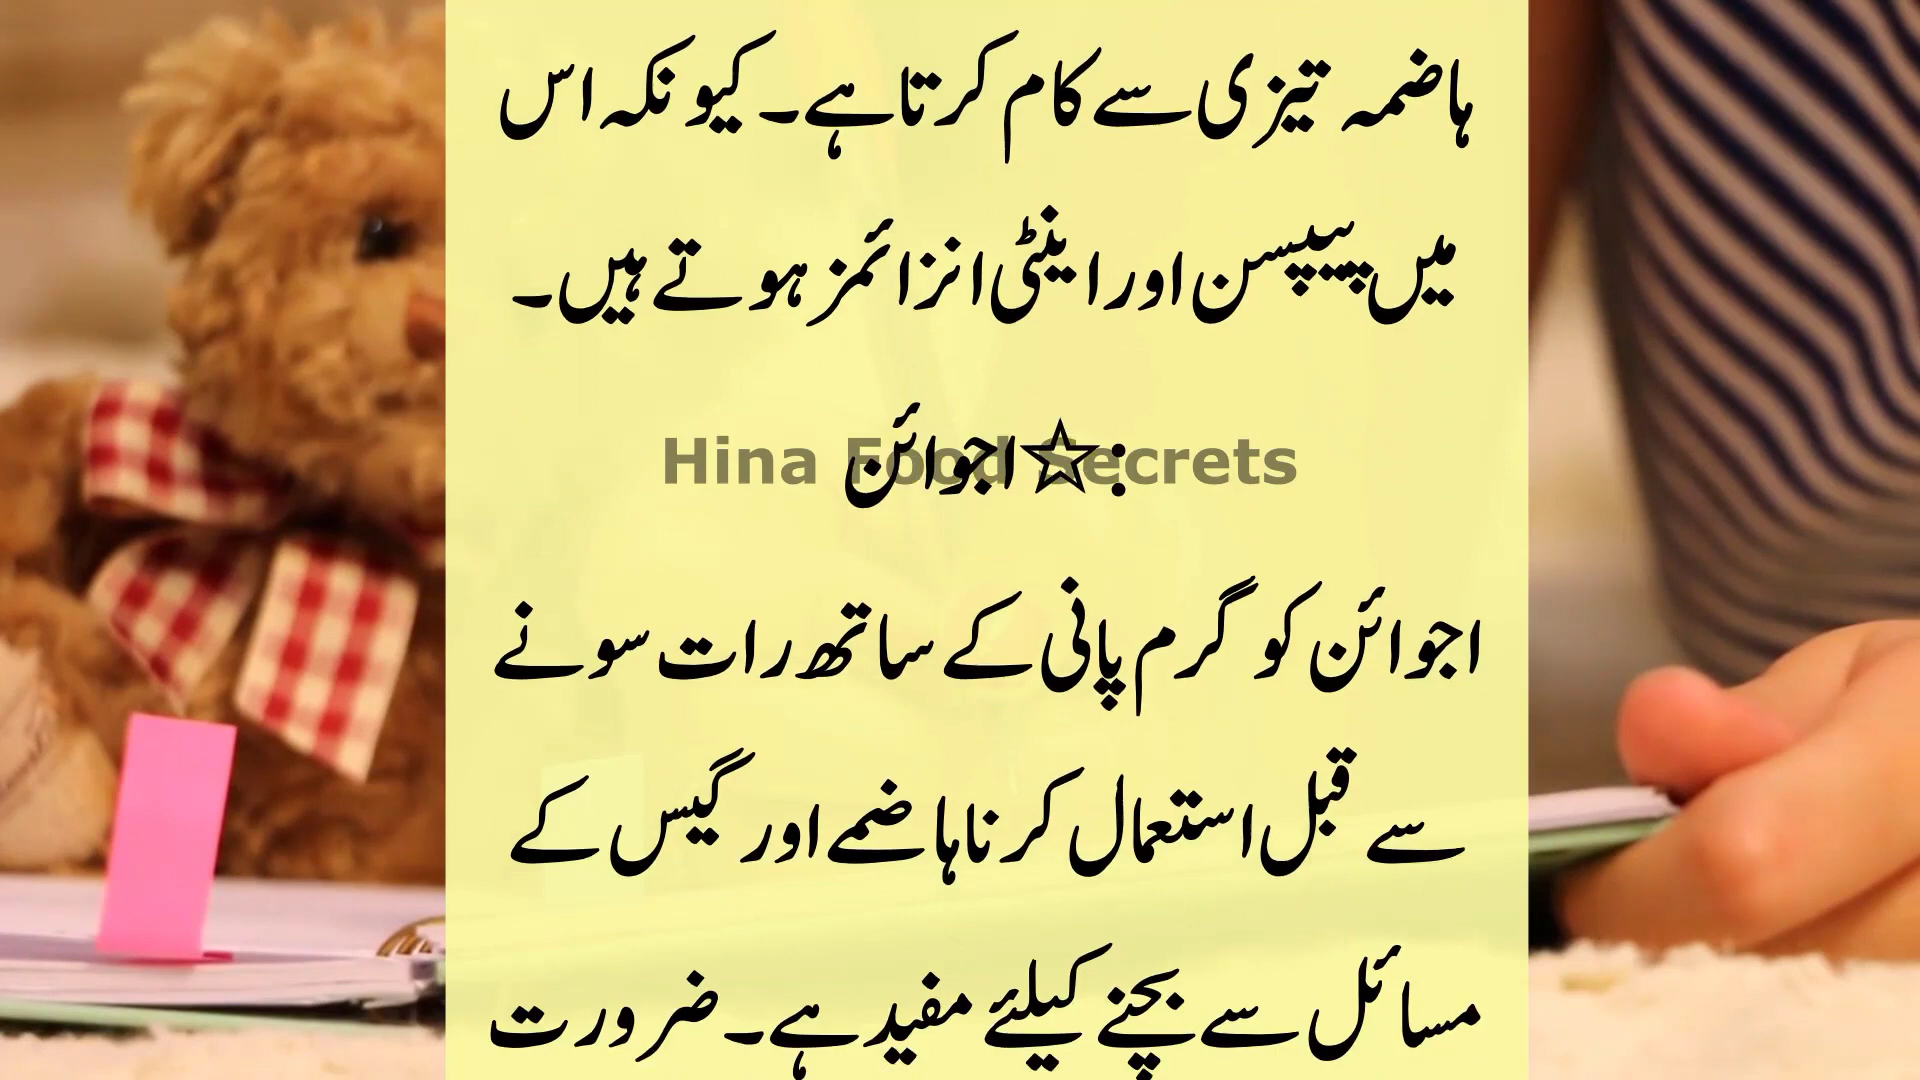 ہاضمہ تیزی سے کام کرتا ہے۔ کیونکہ اس
میں پیپسن اور اینٹی انزائمز ہوتے ہیں۔
:☆اجوائن
Hina Food Secrets
اجوائن کو گرم پانی کے ساتھ رات سونے
سے قبل استعمال کرنا ہاضمے اور گیس کے
مسائل سے بچنے کیلئے مفید ہے۔ ضرورت